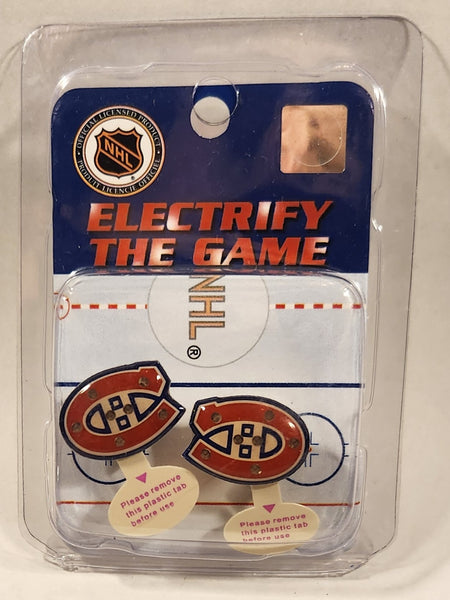 OFFICIAL LICENSED PRODUCT
NHL
PRODUIT LICENCIÉ OFFICIEL
ELECTRIFY
THE GAME
NHL®
Please remove
this plastic tab
before use
Please remove
this plastic tab
before use